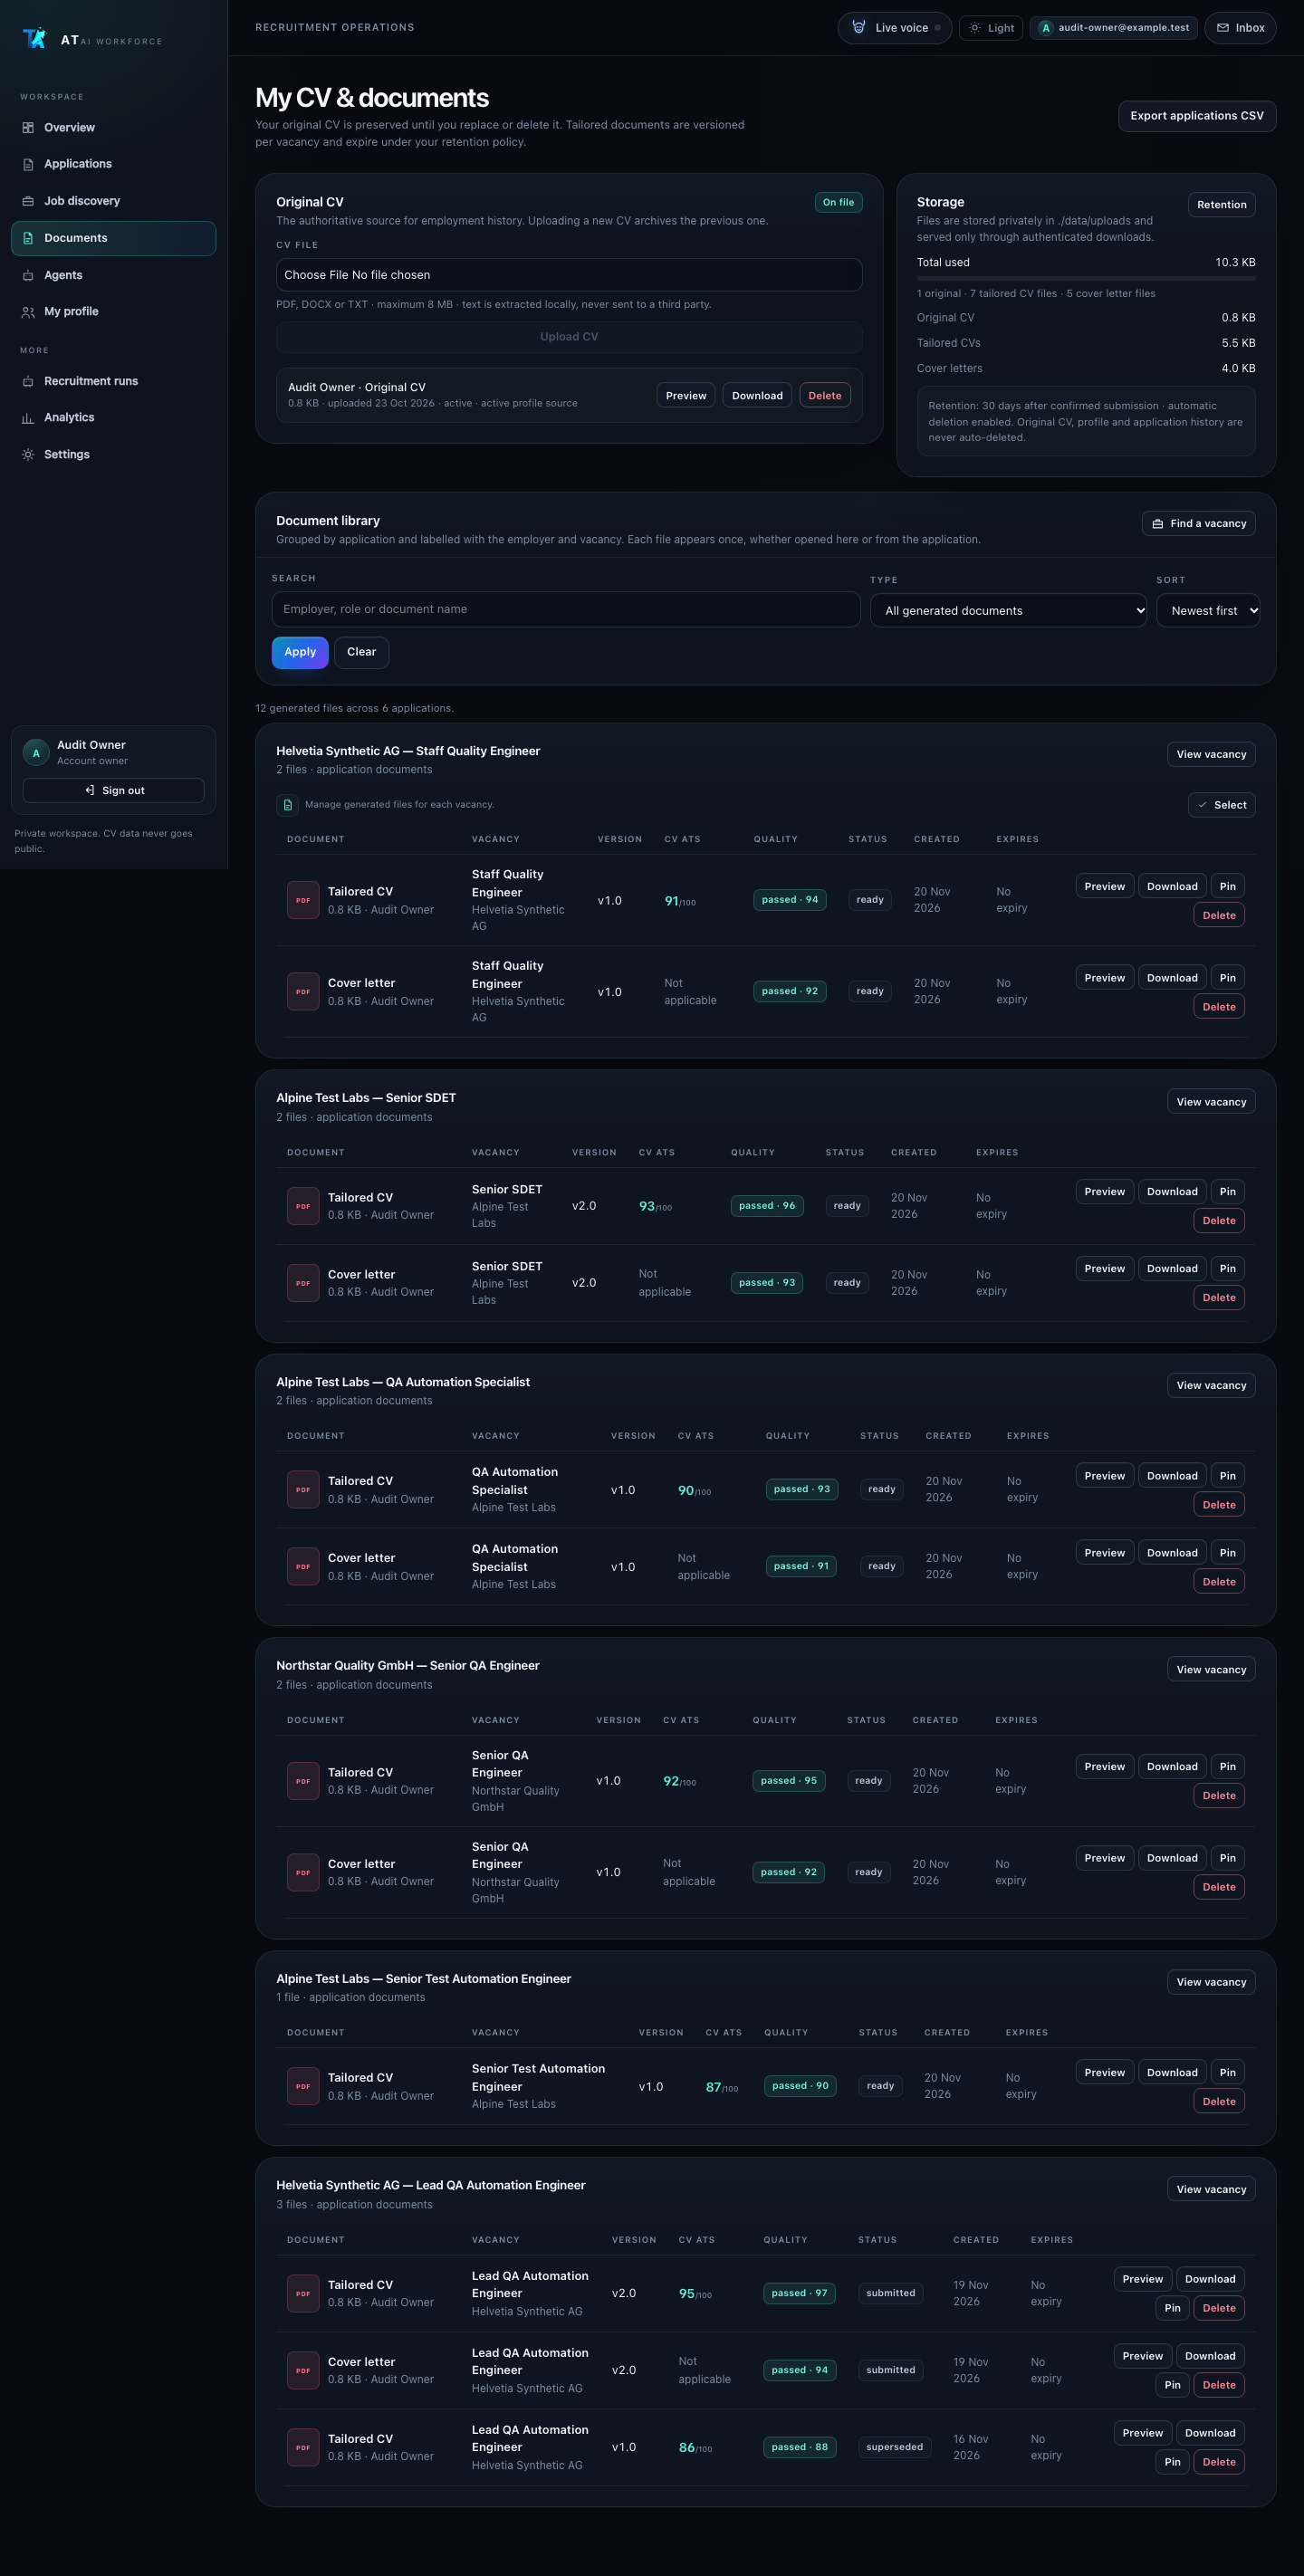 ATAI WORKFORCE
WORKSPACE
Overview
Applications
Job discovery
Documents
Agents
My profile
MORE
Recruitment runs
Analytics
Settings
A
Audit Owner
Account owner
Sign out
Private workspace. CV data never goes
public.
RECRUITMENT OPERATIONS
Live voice
Light
A audit-owner@example.test
Inbox
My CV & documents
Your original CV is preserved until you replace or delete it. Tailored documents are versioned
per vacancy and expire under your retention policy.
Export applications CSV
Original CV
On file
The authoritative source for employment history. Uploading a new CV archives the previous one.
CV FILE
Choose File No file chosen
PDF, DOCX or TXT · maximum 8 MB · text is extracted locally, never sent to a third party.
Upload CV
Audit Owner · Original CV
0.8 KB · uploaded 23 Oct 2026 · active · active profile source
Preview Download Delete
Storage
Retention
Files are stored privately in ./data/uploads and
served only through authenticated downloads.
Total used 10.3 KB
1 original · 7 tailored CV files · 5 cover letter files
Original CV 0.8 KB
Tailored CVs 5.5 KB
Cover letters 4.0 KB
Retention: 30 days after confirmed submission · automatic
deletion enabled. Original CV, profile and application history are
never auto-deleted.
Document library
Grouped by application and labelled with the employer and vacancy. Each file appears once, whether opened here or from the application.
Find a vacancy
SEARCH TYPE SORT
Employer, role or document name All generated documents Newest first
Apply Clear
12 generated files across 6 applications.
Helvetia Synthetic AG — Staff Quality Engineer
2 files · application documents
View vacancy
Manage generated files for each vacancy.
Select
DOCUMENT VACANCY VERSION CV ATS QUALITY STATUS CREATED EXPIRES
PDF Tailored CV
0.8 KB · Audit Owner
Staff Quality
Engineer
Helvetia Synthetic
AG
v1.0 91/100 passed · 94 ready 20 Nov
2026
No
expiry
Preview Download Pin
Delete
PDF Cover letter
0.8 KB · Audit Owner
Staff Quality
Engineer
Helvetia Synthetic
AG
v1.0 Not
applicable
passed · 92 ready 20 Nov
2026
No
expiry
Preview Download Pin
Delete
Alpine Test Labs — Senior SDET
2 files · application documents
View vacancy
DOCUMENT VACANCY VERSION CV ATS QUALITY STATUS CREATED EXPIRES
PDF Tailored CV
0.8 KB · Audit Owner
Senior SDET
Alpine Test
Labs
v2.0 93/100 passed · 96 ready 20 Nov
2026
No
expiry
Preview Download Pin
Delete
PDF Cover letter
0.8 KB · Audit Owner
Senior SDET
Alpine Test
Labs
v2.0 Not
applicable
passed · 93 ready 20 Nov
2026
No
expiry
Preview Download Pin
Delete
Alpine Test Labs — QA Automation Specialist
2 files · application documents
View vacancy
DOCUMENT VACANCY VERSION CV ATS QUALITY STATUS CREATED EXPIRES
PDF Tailored CV
0.8 KB · Audit Owner
QA Automation
Specialist
Alpine Test Labs
v1.0 90/100 passed · 93 ready 20 Nov
2026
No
expiry
Preview Download Pin
Delete
PDF Cover letter
0.8 KB · Audit Owner
QA Automation
Specialist
Alpine Test Labs
v1.0 Not
applicable
passed · 91 ready 20 Nov
2026
No
expiry
Preview Download Pin
Delete
Northstar Quality GmbH — Senior QA Engineer
2 files · application documents
View vacancy
DOCUMENT VACANCY VERSION CV ATS QUALITY STATUS CREATED EXPIRES
PDF Tailored CV
0.8 KB · Audit Owner
Senior QA
Engineer
Northstar Quality
GmbH
v1.0 92/100 passed · 95 ready 20 Nov
2026
No
expiry
Preview Download Pin
Delete
PDF Cover letter
0.8 KB · Audit Owner
Senior QA
Engineer
Northstar Quality
GmbH
v1.0 Not
applicable
passed · 92 ready 20 Nov
2026
No
expiry
Preview Download Pin
Delete
Alpine Test Labs — Senior Test Automation Engineer
1 file · application documents
View vacancy
DOCUMENT VACANCY VERSION CV ATS QUALITY STATUS CREATED EXPIRES
PDF Tailored CV
0.8 KB · Audit Owner
Senior Test Automation
Engineer
Alpine Test Labs
v1.0 87/100 passed · 90 ready 20 Nov
2026
No
expiry
Preview Download Pin
Delete
Helvetia Synthetic AG — Lead QA Automation Engineer
3 files · application documents
View vacancy
DOCUMENT VACANCY VERSION CV ATS QUALITY STATUS CREATED EXPIRES
PDF Tailored CV
0.8 KB · Audit Owner
Lead QA Automation
Engineer
Helvetia Synthetic AG
v2.0 95/100 passed · 97 submitted 19 Nov
2026
No
expiry
Preview Download
Pin Delete
PDF Cover letter
0.8 KB · Audit Owner
Lead QA Automation
Engineer
Helvetia Synthetic AG
v2.0 Not
applicable
passed · 94 submitted 19 Nov
2026
No
expiry
Preview Download
Pin Delete
PDF Tailored CV
0.8 KB · Audit Owner
Lead QA Automation
Engineer
Helvetia Synthetic AG
v1.0 86/100 passed · 88 superseded 16 Nov
2026
No
expiry
Preview Download
Pin Delete